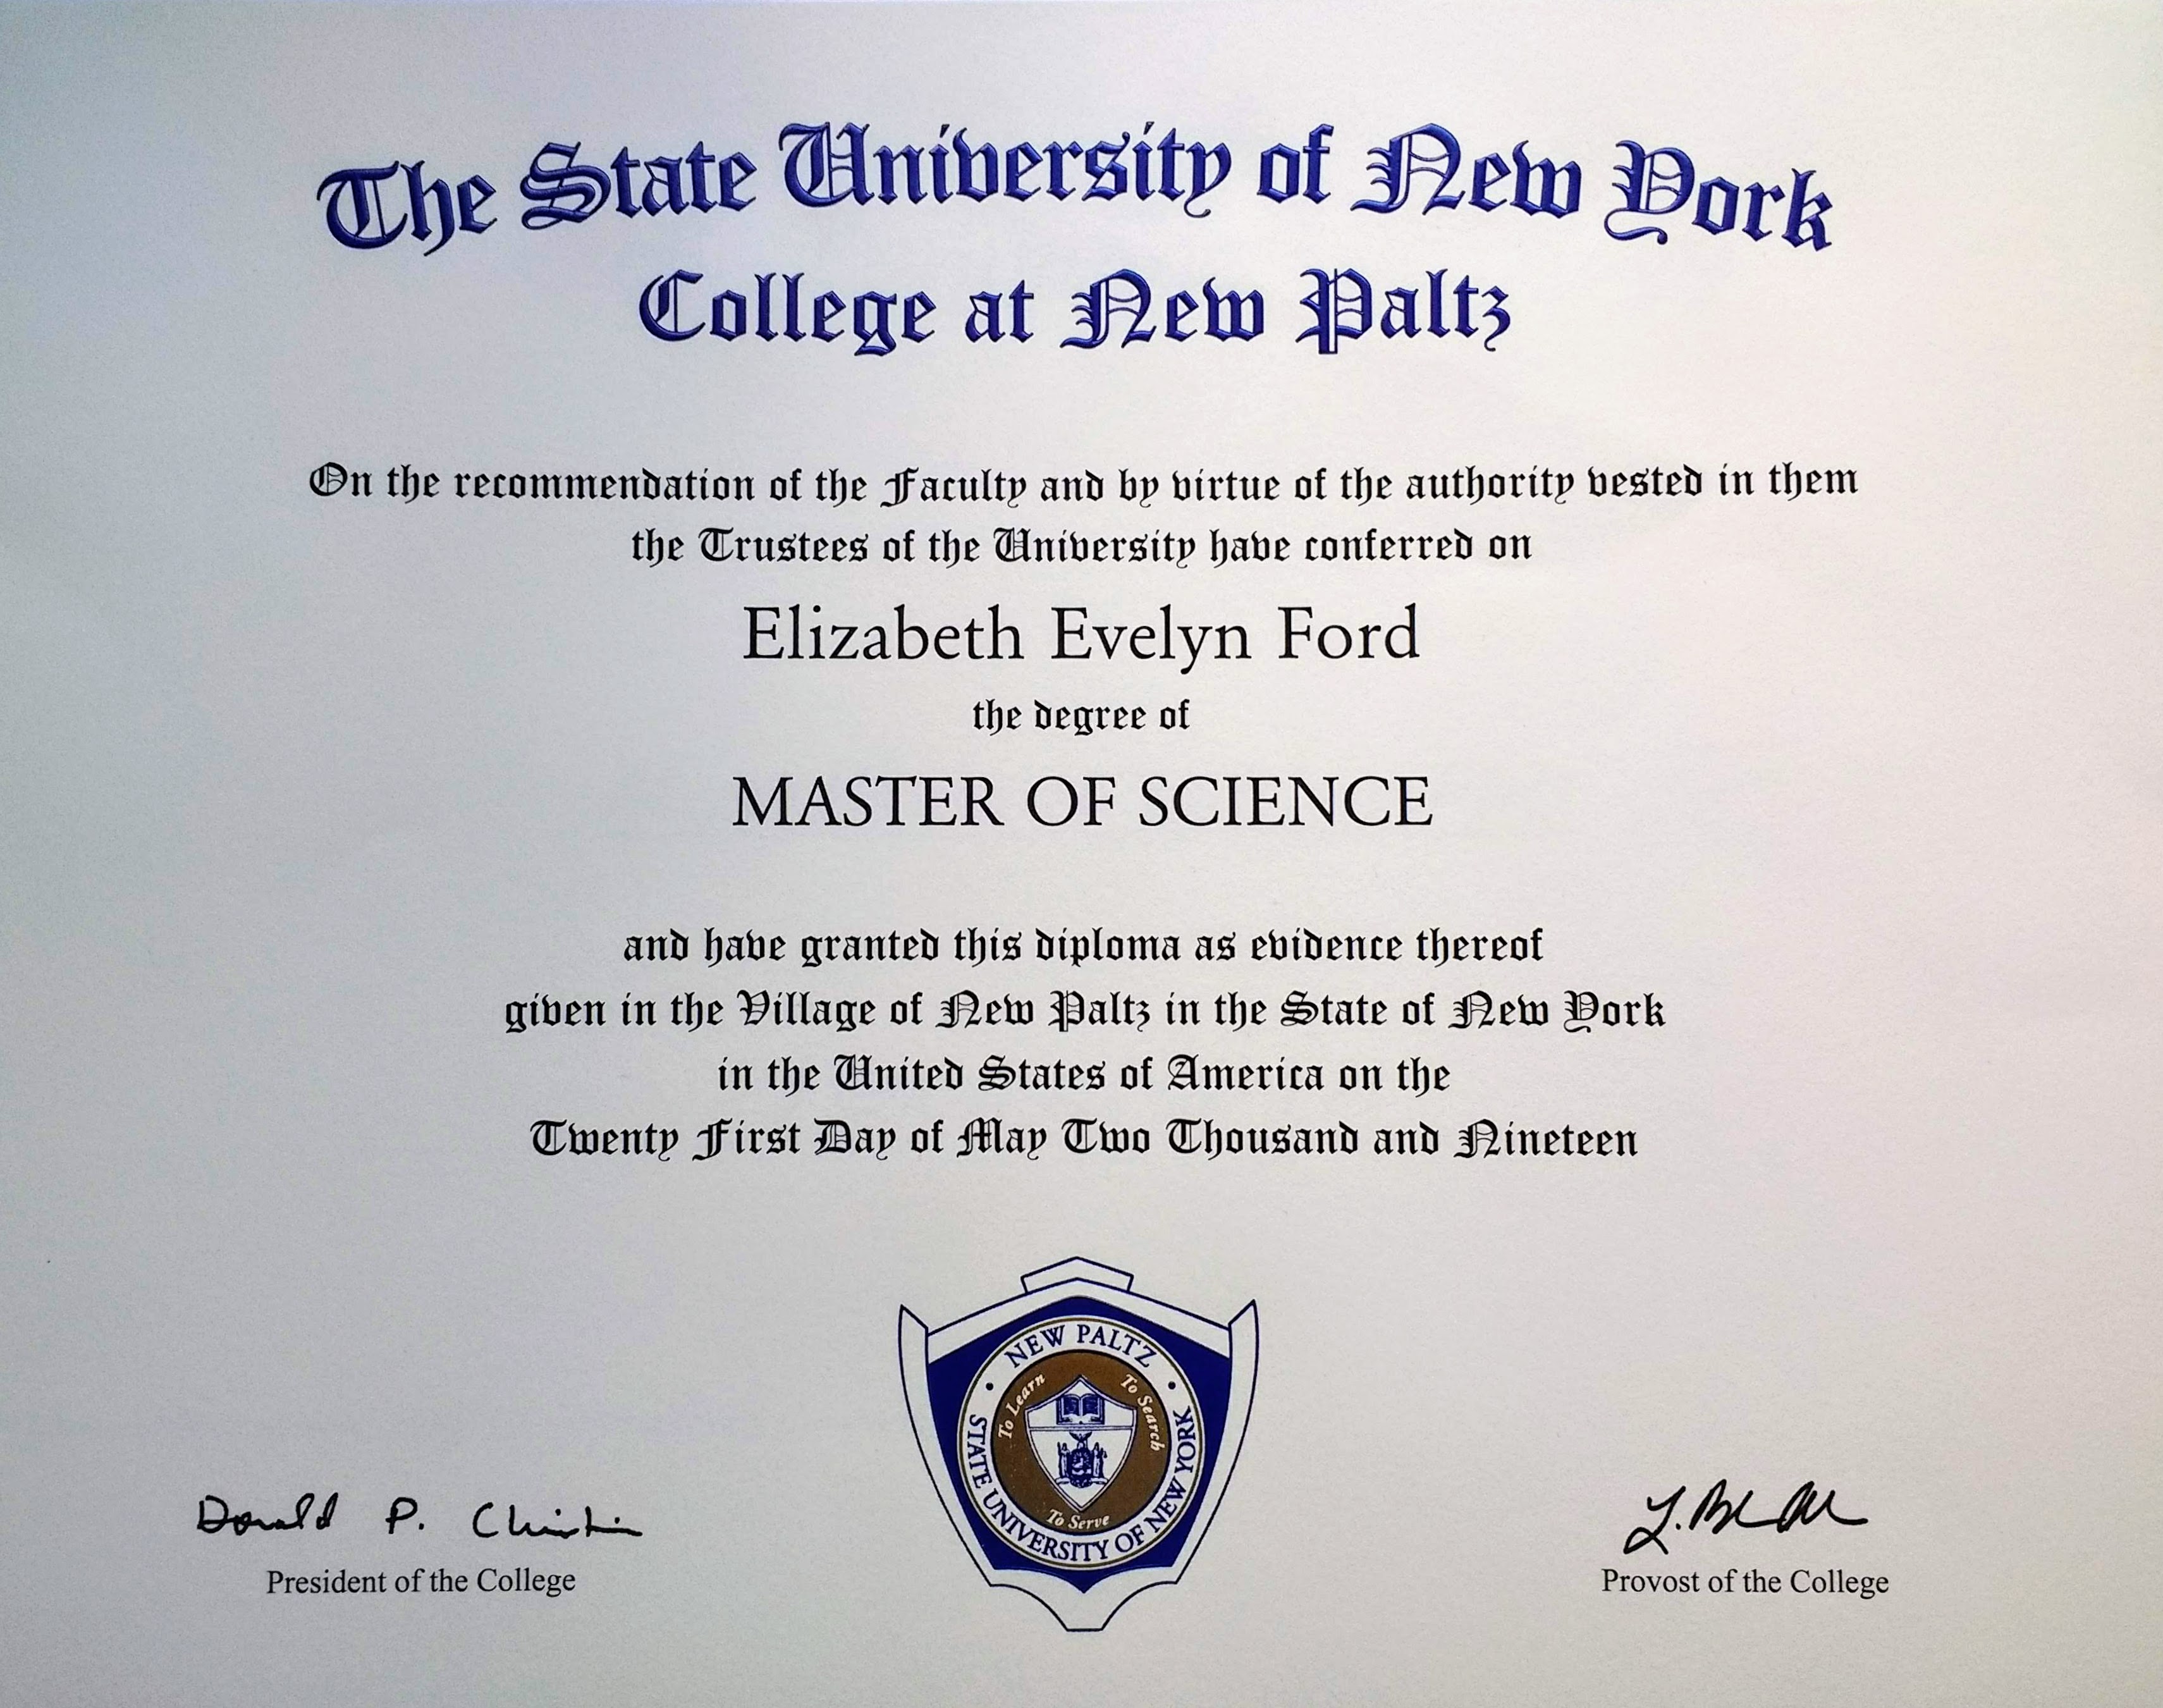 The State University of New York
College at New Paltz
On the recommendation of the Faculty and by virtue of the authority vested in them
the Trustees of the University have conferred on
Elizabeth Evelyn Ford
the degree of
MASTER OF SCIENCE
and have granted this diploma as evidence thereof
given in the Village of New Paltz in the State of New York
in the United States of America on the
Twenty First Day of May Two Thousand and Nineteen
NEW PALTZ
To Learn
To Search
To Serve
STATE UNIVERSITY OF NEW YORK
Donald P.
President of the College
Provost of the College